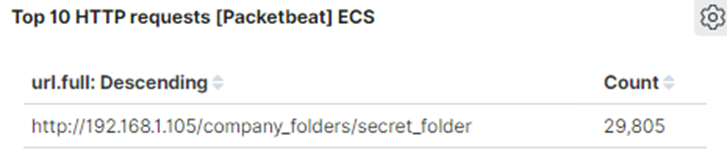 Top 10 HTTP requests [Packetbeat] ECS
url.full: Descending Count
http://192.168.1.105/company_folders/secret_folder 29,805